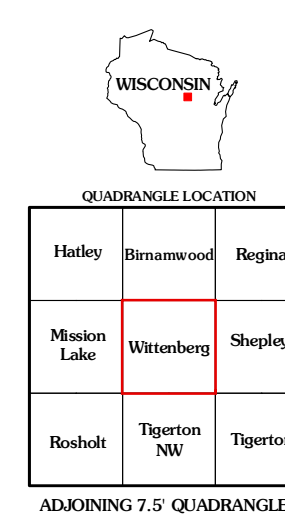 WISCONSIN
QUADRANGLE LOCATION
Hatley Birnamwood Regina
Mission
Lake
Wittenberg
Shepley
Rosholt
Tigerton
NW
Tigerton
ADJOINING 7.5' QUADRANGLE